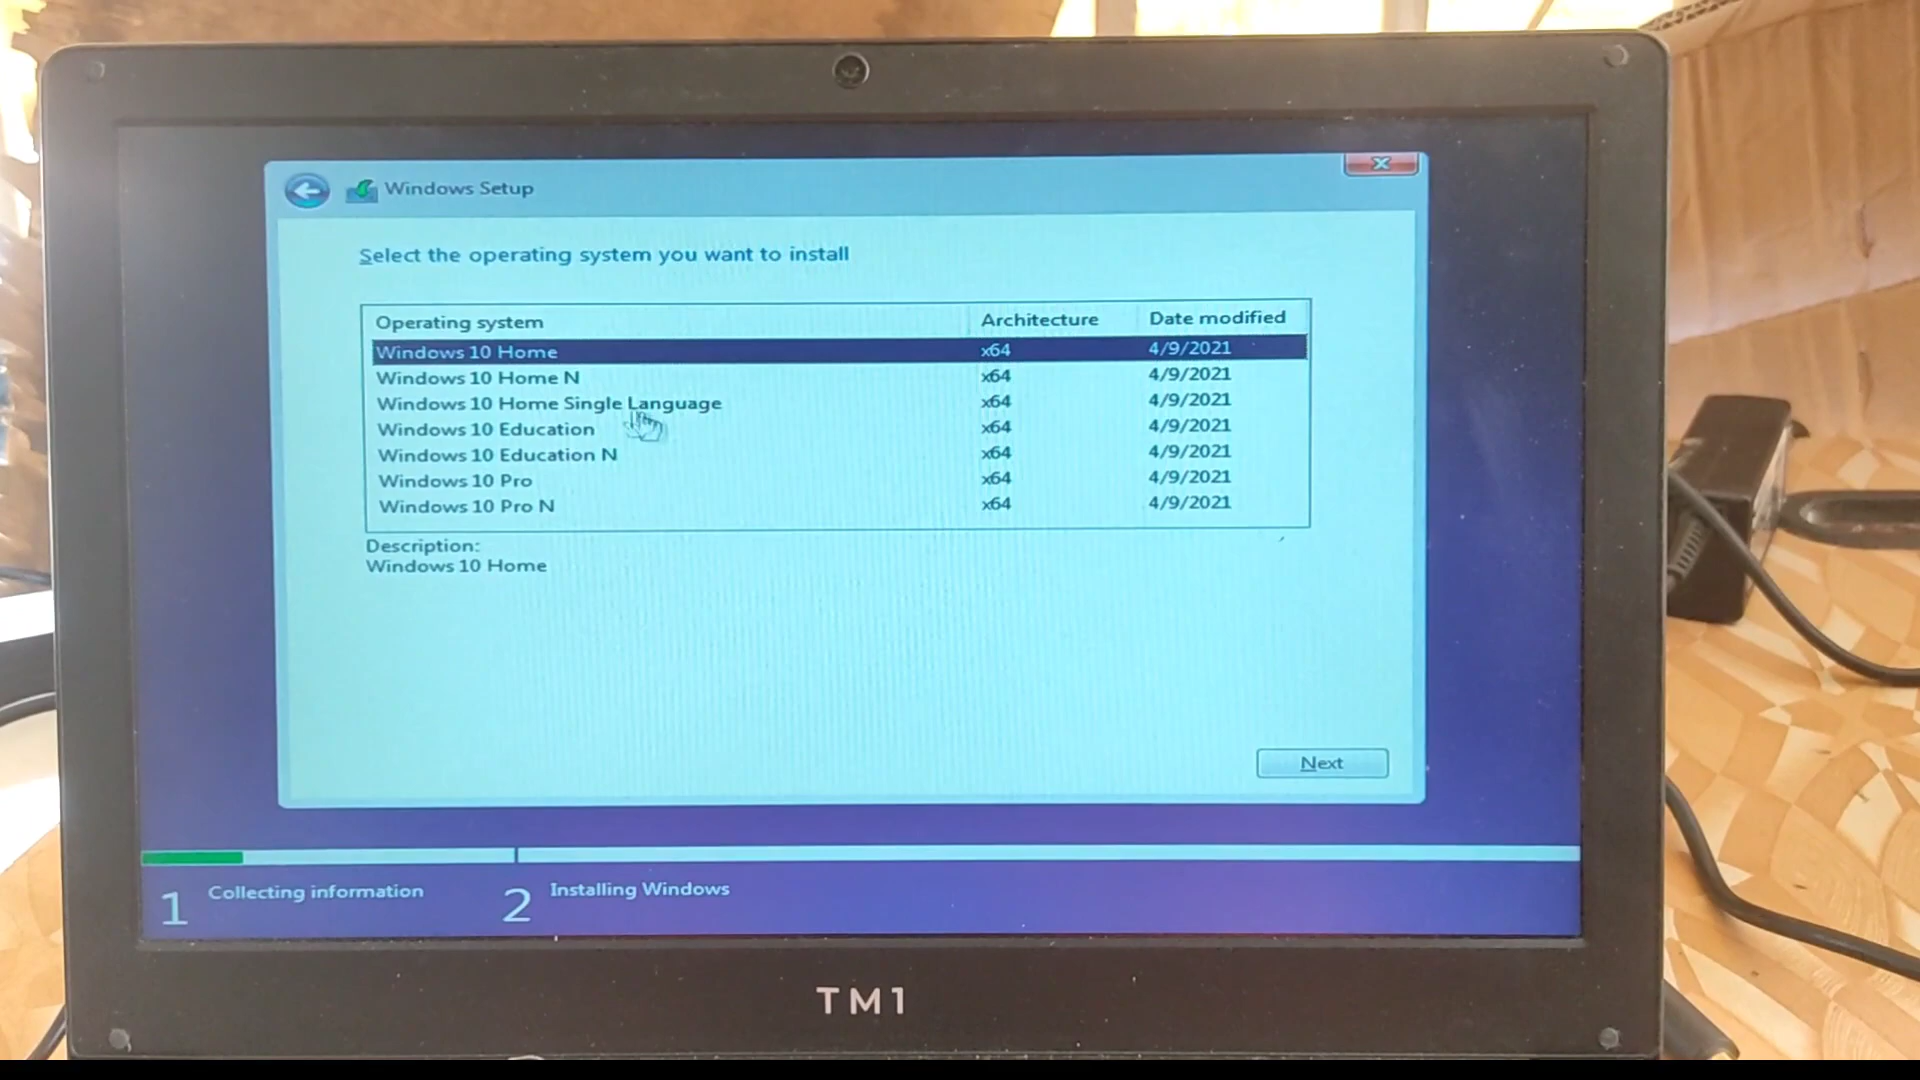 Windows Setup
Select the operating system you want to install
Operating system Architecture Date modified
Windows 10 Home x64 4/9/2021
Windows 10 Home N x64 4/9/2021
Windows 10 Home Single Language x64 4/9/2021
Windows 10 Education x64 4/9/2021
Windows 10 Education N x64 4/9/2021
Windows 10 Pro x64 4/9/2021
Windows 10 Pro N x64 4/9/2021
Description:
Windows 10 Home
Next
1 Collecting information 2 Installing Windows
TM1